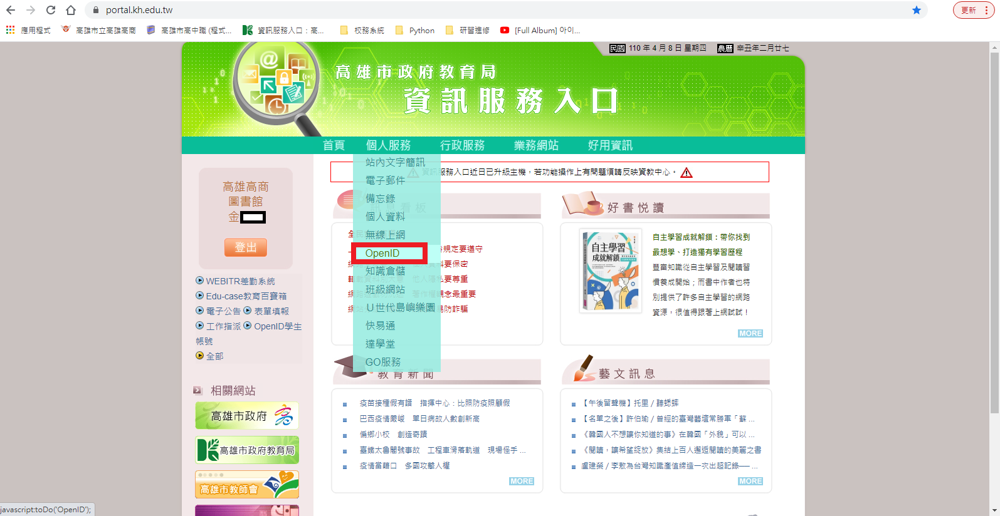 portal.kh.edu.tw
更新
應用程式
高雄市立高雄高商
高雄市高中職 (程式...
資訊服務入口：高...
校務系統
Python
研習進修
[Full Album] 아이...
民國 110 年 4 月 8 日 星期四 農曆 辛丑年二月廿七
高雄市政府教育局
資訊服務入口
首頁 個人服務 行政服務 業務網站 好用資訊
站內文字簡訊
電子郵件
備忘錄
個人資料
無線上網
OpenID
知識倉儲
班級網站
U世代島嶼樂園
快易通
達學堂
GO服務
資訊服務入口近日已升級主機，若功能操作上有問題煩請反映資教中心。
高雄高商
圖書館
金
登出
WEBITR差勤系統
Edu-case教育百寶箱
電子公告 表單填報
工作指派 OpenID學生
帳號
全部
相關網站
高雄市政府
高雄市政府教育局
高雄市教師會
看板
全民
規定要遵守
料要保密
要尊重
著作權觀念最重要
易防詐騙
好書悅讀
自主學習
成就解鎖
自主學習成就解鎖：帶你找到
最想學、打造獨有學習歷程
豐富知識從自主學習及閱讀習
慣養成開始；而書中作者也特
別提供了許多自主學習的網路
資源，很值得跟著上網試試！
MORE
教育新聞
疫苗接種假有譜 指揮中心：比照防疫照顧假
巴西疫情嚴峻 單日病故人數創新高
偏鄉小校 創造奇蹟
臺鐵太魯閣號事故 工程車滑落軌道 現場怪手 ...
疫情當藉口 多國攻擊人權
MORE
藝文訊息
【午後留聲機】托里 / 聽蟋蟀
【名單之後】許伯瑜 / 曾經的臺灣藝壇常勝軍「蘇 ...
《韓國人不想讓你知道的事》在韓國「外貌」可以 ...
《閱讀，讓希望綻放》集結上百人邂逅閱讀的美麗之書
盧建榮 / 李敖為台灣知識產值締造一次出超記錄── ...
MORE
javascript:toDo('OpenID');